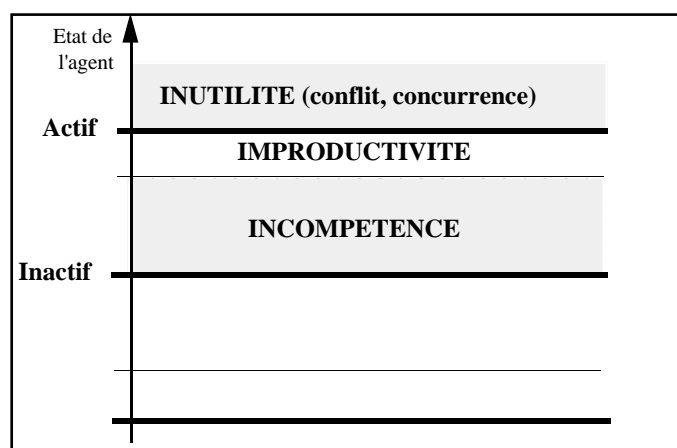 Etat de
l'agent
INUTILITE (conflit, concurrence)
Actif
IMPRODUCTIVITE
INCOMPETENCE
Inactif